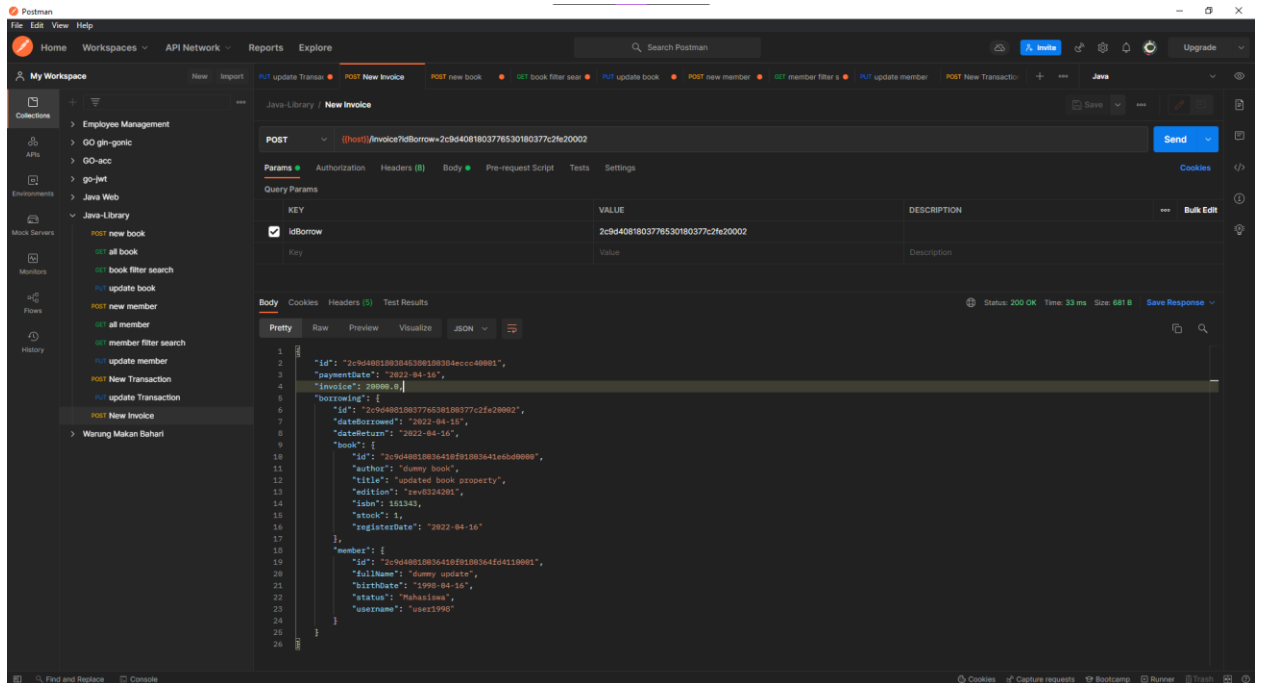 Postman
File Edit View Help
Home Workspaces API Network Reports Explore Search Postman Invite Upgrade
My Workspace New Import
PUT update Transac POST New Invoice POST new book GET book filter sear PUT update book POST new member GET member filter s PUT update member POST New Transactio Java
Collections
APIs
Environments
Mock Servers
Monitors
Flows
History
Employee Management
GO gin-gonic
GO-acc
go-jwt
Java Web
Java-Library
POST new book
GET all book
GET book filter search
PUT update book
POST new member
GET all member
GET member filter search
PUT update member
POST New Transaction
PUT update Transaction
POST New Invoice
Warung Makan Bahari
Java-Library / New Invoice Save
POST {{host}}/invoice?idBorrow=2c9d4081803776530180377c2fe20002 Send
Params Authorization Headers (8) Body Pre-request Script Tests Settings Cookies
Query Params
KEY VALUE DESCRIPTION Bulk Edit
idBorrow 2c9d4081803776530180377c2fe20002
Key Value Description
Body Cookies Headers (5) Test Results Status: 200 OK Time: 33 ms Size: 681 B Save Response
Pretty Raw Preview Visualize JSON
1 {
2 "id": "2c9d4081803845380180384eccc40001",
3 "paymentDate": "2022-04-16",
4 "invoice": 20000.0,
5 "borrowing": {
6 "id": "2c9d4081803776530180377c2fe20002",
7 "dateBorrowed": "2022-04-15",
8 "dateReturn": "2022-04-16",
9 "book": {
10 "id": "2c9d40818036410f01803641e6bd0000",
11 "author": "dummy book",
12 "title": "updated book property",
13 "edition": "rev0324201",
14 "isbn": 151343,
15 "stock": 1,
16 "registerDate": "2022-04-16"
17 },
18 "member": {
19 "id": "2c9d40818036410f0180364fd4110001",
20 "fullName": "dummy update",
21 "birthDate": "1998-04-16",
22 "status": "Mahasiswa",
23 "username": "user1998"
24 }
25 }
26 }
Find and Replace Console Cookies Capture requests Bootcamp Runner Trash